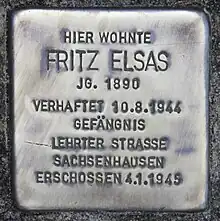 HIER WOHNTE
FRITZ ELSAS
JG. 1890
VERHAFTET 10.8.1944
GEFÄNGNIS
LEHRTER STRASSE
SACHSENHAUSEN
ERSCHOSSEN 4.1.1945